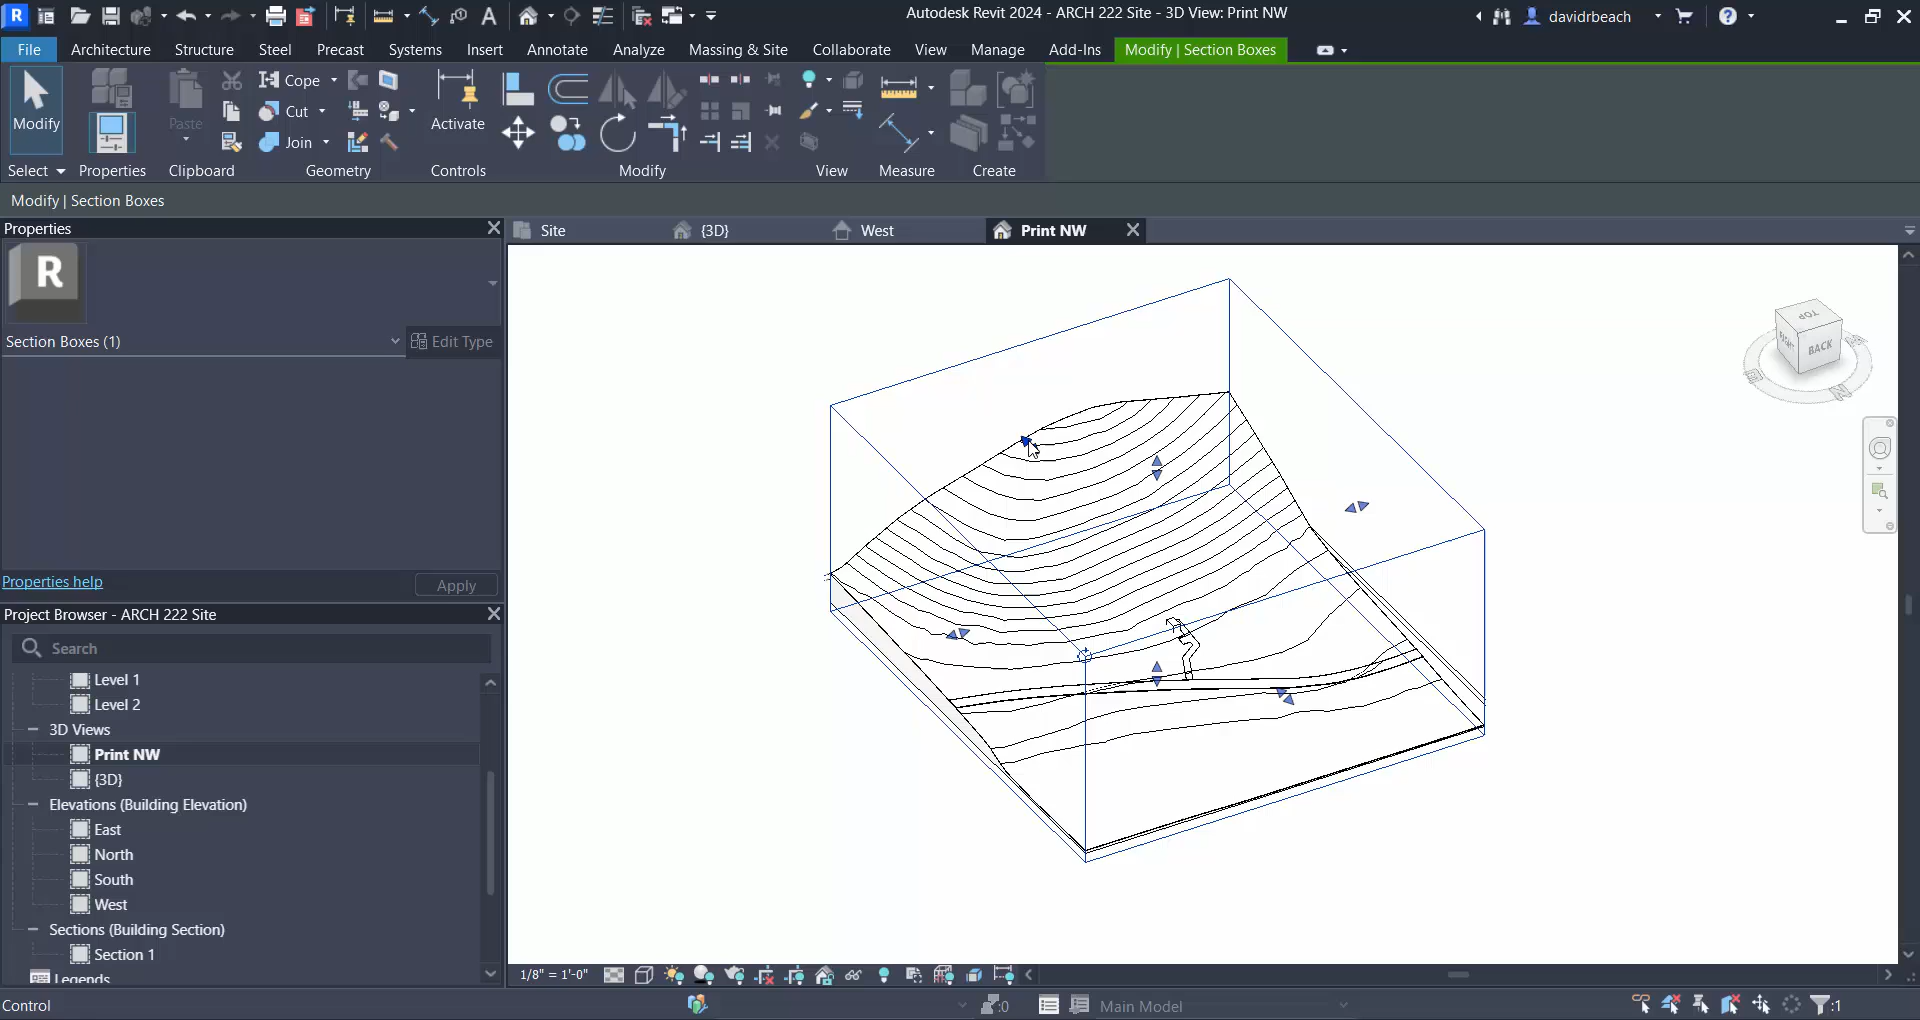 Autodesk Revit 2024 - ARCH 222 Site - 3D View: Print NW
davidrbeach
File
Architecture
Structure
Steel
Precast
Systems
Insert
Annotate
Analyze
Massing & Site
Collaborate
View
Manage
Add-Ins
Modify | Section Boxes
Modify
Paste
Cope
Cut
Join
Activate
Select
Properties
Clipboard
Geometry
Controls
Modify
View
Measure
Create
Modify | Section Boxes
Properties
Site
{3D}
West
Print NW
R
Section Boxes (1)
Edit Type
TOP
BACK
RIGHT
Properties help
Apply
Project Browser - ARCH 222 Site
Search
Level 1
Level 2
3D Views
Print NW
{3D}
Elevations (Building Elevation)
East
North
South
West
Sections (Building Section)
Section 1
Legends
1/8" = 1'-0"
Control
:0
Main Model
:1